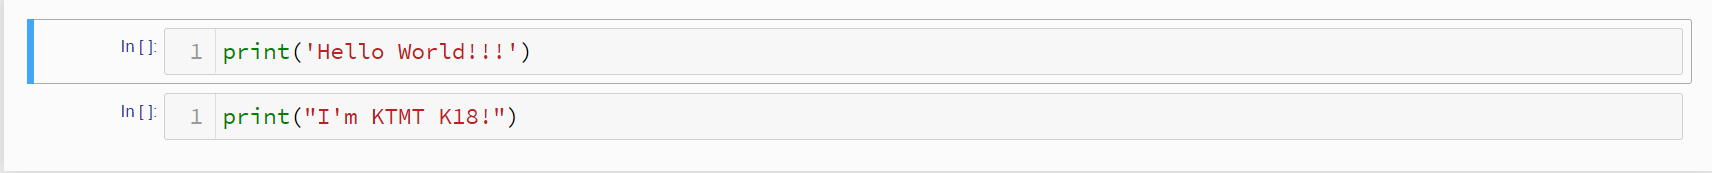 In [ ]: 1 print('Hello World!!!')
In [ ]: 1 print("I'm KTMT K18!")